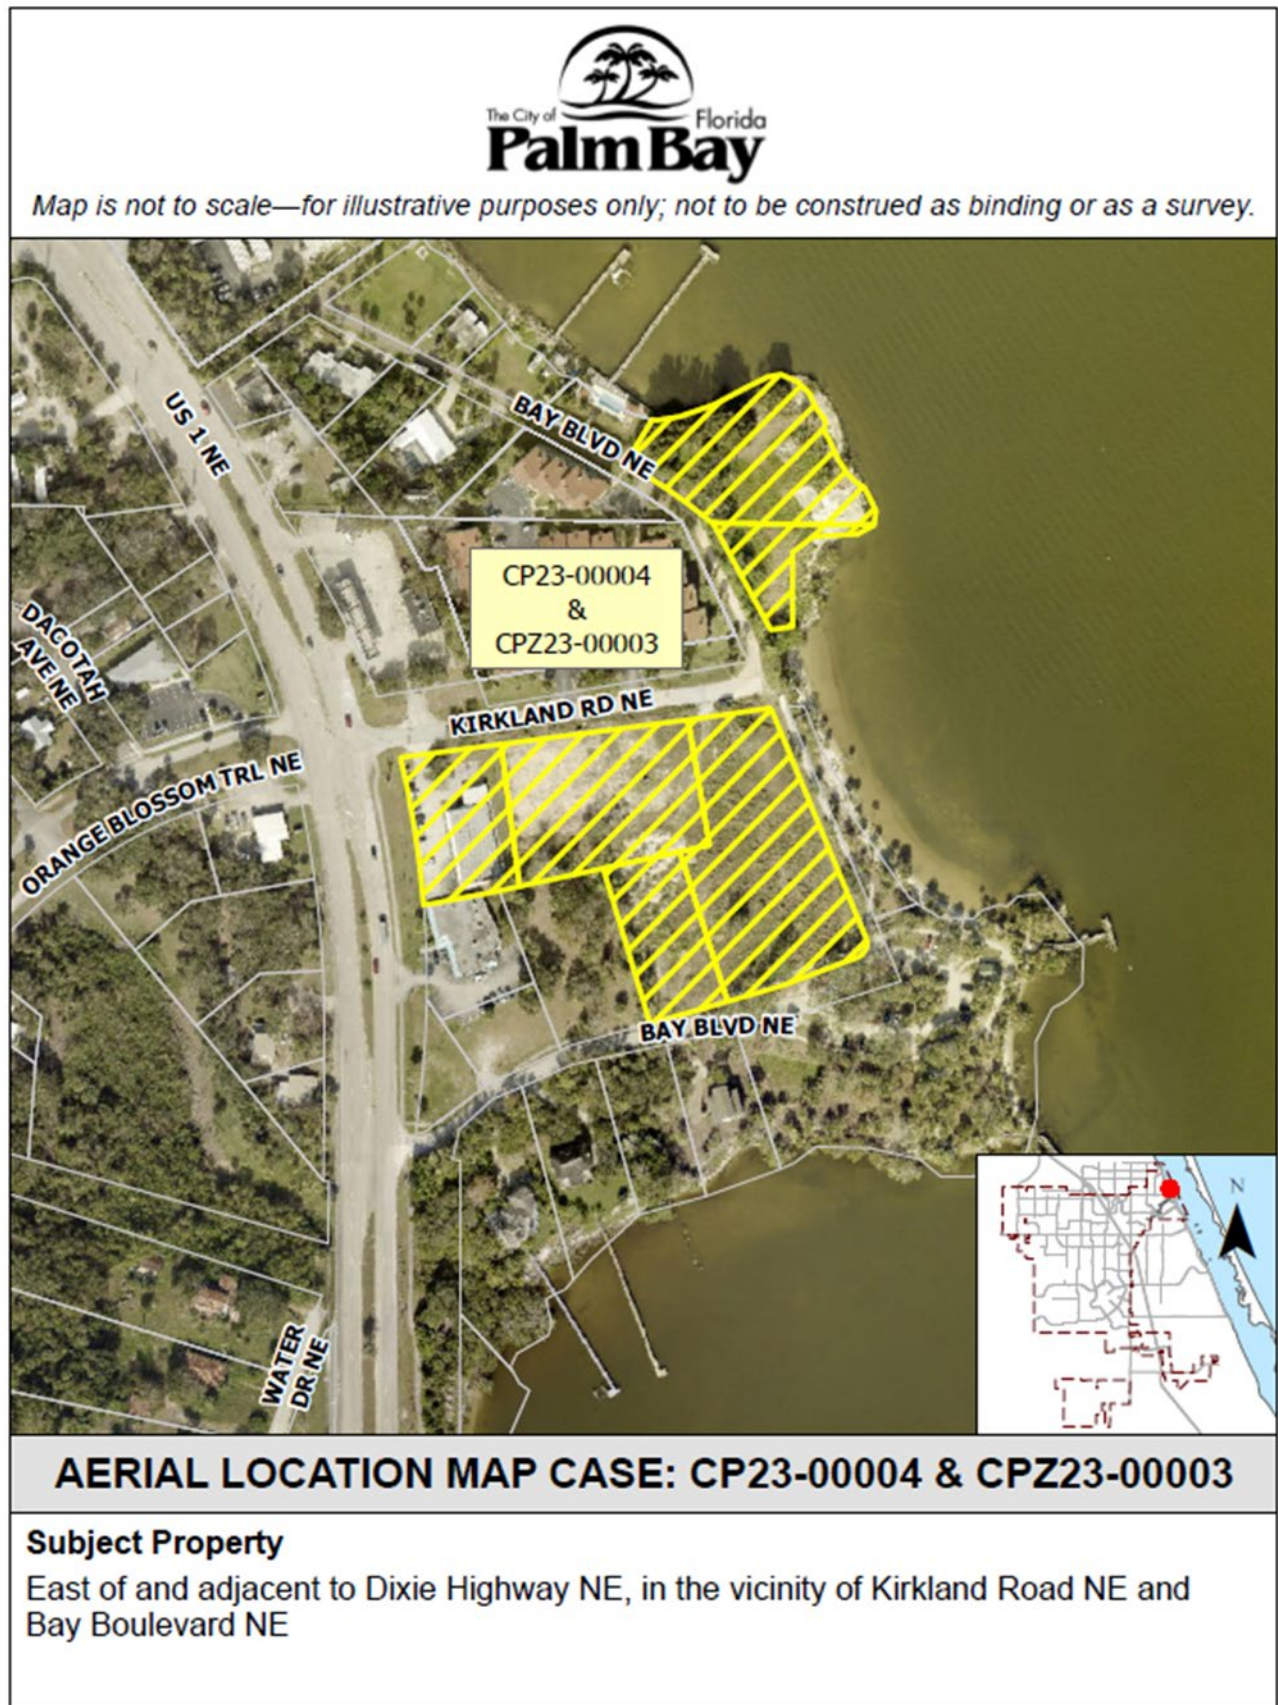 The City of Florida
Palm Bay
Map is not to scale—for illustrative purposes only; not to be construed as binding or as a survey.
BAY BLVD NE
US 1 NE
CP23-00004
&
CPZ23-00003
DACOTAH
AVE NE
KIRKLAND RD NE
ORANGE BLOSSOM TRL NE
BAY BLVD NE
N
WATER
DR NE
AERIAL LOCATION MAP CASE: CP23-00004 & CPZ23-00003
Subject Property
East of and adjacent to Dixie Highway NE, in the vicinity of Kirkland Road NE and
Bay Boulevard NE